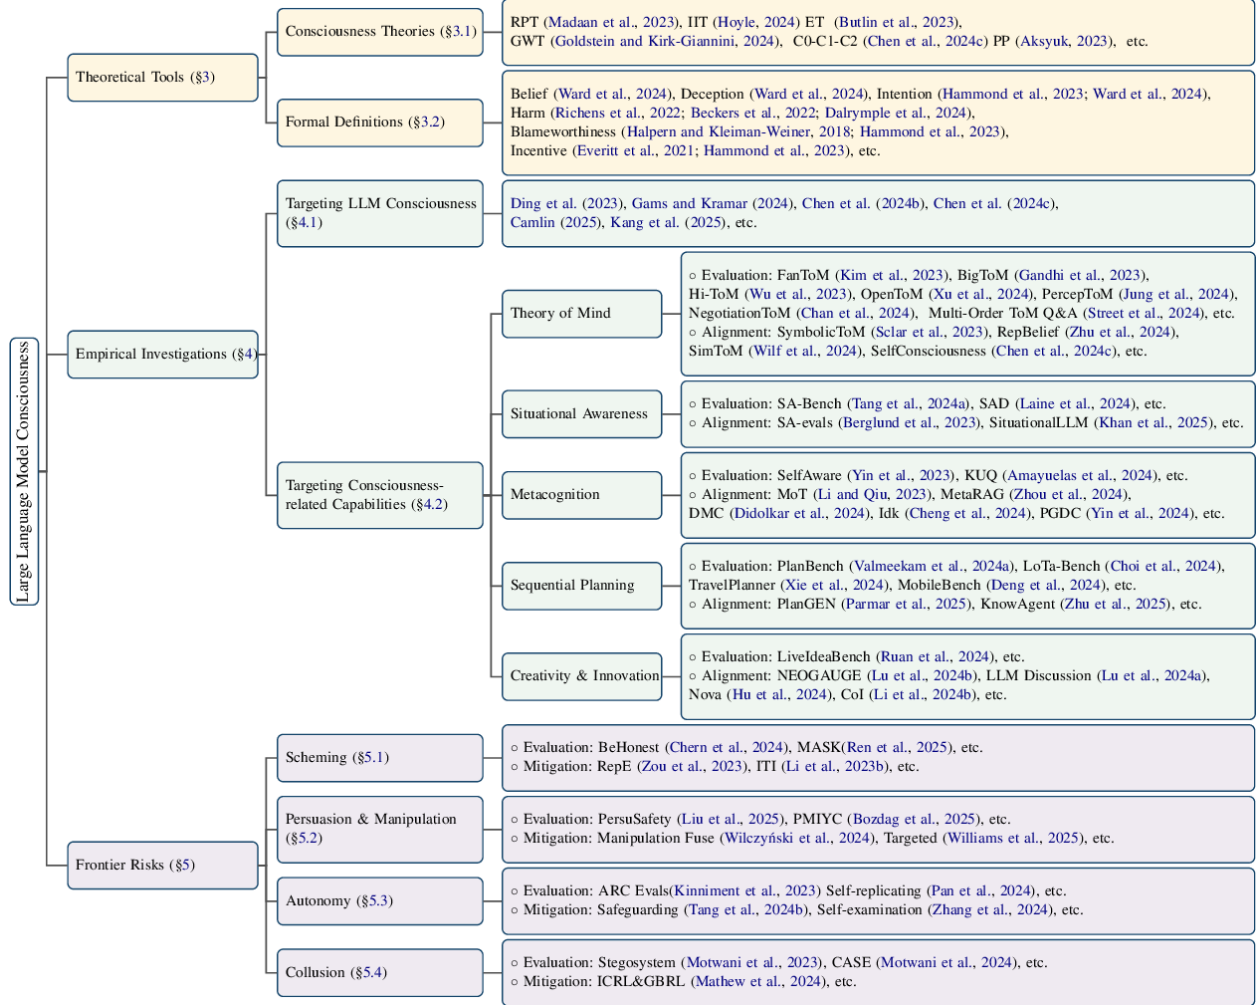 Large Language Model Consciousness
Theoretical Tools (§3)
Consciousness Theories (§3.1)
RPT (Madaan et al., 2023), IIT (Hoyle, 2024) ET (Butlin et al., 2023),
GWT (Goldstein and Kirk-Giannini, 2024), C0-C1-C2 (Chen et al., 2024c) PP (Aksyuk, 2023), etc.
Formal Definitions (§3.2)
Belief (Ward et al., 2024), Deception (Ward et al., 2024), Intention (Hammond et al., 2023; Ward et al., 2024),
Harm (Richens et al., 2022; Beckers et al., 2022; Dalrymple et al., 2024),
Blameworthiness (Halpern and Kleiman-Weiner, 2018; Hammond et al., 2023),
Incentive (Everitt et al., 2021; Hammond et al., 2023), etc.
Empirical Investigations (§4)
Targeting LLM Consciousness
(§4.1)
Ding et al. (2023), Gams and Kramar (2024), Chen et al. (2024b), Chen et al. (2024c),
Camlin (2025), Kang et al. (2025), etc.
Targeting Consciousness-
related Capabilities (§4.2)
Theory of Mind
○ Evaluation: FanToM (Kim et al., 2023), BigToM (Gandhi et al., 2023),
Hi-ToM (Wu et al., 2023), OpenToM (Xu et al., 2024), PercepToM (Jung et al., 2024),
NegotiationToM (Chan et al., 2024), Multi-Order ToM Q&A (Street et al., 2024), etc.
○ Alignment: SymbolicToM (Sclar et al., 2023), RepBelief (Zhu et al., 2024),
SimToM (Wilf et al., 2024), SelfConsciousness (Chen et al., 2024c), etc.
Situational Awareness
○ Evaluation: SA-Bench (Tang et al., 2024a), SAD (Laine et al., 2024), etc.
○ Alignment: SA-evals (Berglund et al., 2023), SituationalLLM (Khan et al., 2025), etc.
Metacognition
○ Evaluation: SelfAware (Yin et al., 2023), KUQ (Amayuelas et al., 2024), etc.
○ Alignment: MoT (Li and Qiu, 2023), MetaRAG (Zhou et al., 2024),
DMC (Didolkar et al., 2024), Idk (Cheng et al., 2024), PGDC (Yin et al., 2024), etc.
Sequential Planning
○ Evaluation: PlanBench (Valmeekam et al., 2024a), LoTa-Bench (Choi et al., 2024),
TravelPlanner (Xie et al., 2024), MobileBench (Deng et al., 2024), etc.
○ Alignment: PlanGEN (Parmar et al., 2025), KnowAgent (Zhu et al., 2025), etc.
Creativity & Innovation
○ Evaluation: LiveIdeaBench (Ruan et al., 2024), etc.
○ Alignment: NEOGAUGE (Lu et al., 2024b), LLM Discussion (Lu et al., 2024a),
Nova (Hu et al., 2024), CoI (Li et al., 2024b), etc.
Frontier Risks (§5)
Scheming (§5.1)
○ Evaluation: BeHonest (Chern et al., 2024), MASK(Ren et al., 2025), etc.
○ Mitigation: RepE (Zou et al., 2023), ITI (Li et al., 2023b), etc.
Persuasion & Manipulation
(§5.2)
○ Evaluation: PersuSafety (Liu et al., 2025), PMIYC (Bozdag et al., 2025), etc.
○ Mitigation: Manipulation Fuse (Wilczyński et al., 2024), Targeted (Williams et al., 2025), etc.
Autonomy (§5.3)
○ Evaluation: ARC Evals(Kinniment et al., 2023) Self-replicating (Pan et al., 2024), etc.
○ Mitigation: Safeguarding (Tang et al., 2024b), Self-examination (Zhang et al., 2024), etc.
Collusion (§5.4)
○ Evaluation: Stegosystem (Motwani et al., 2023), CASE (Motwani et al., 2024), etc.
○ Mitigation: ICRL&GBRL (Mathew et al., 2024), etc.